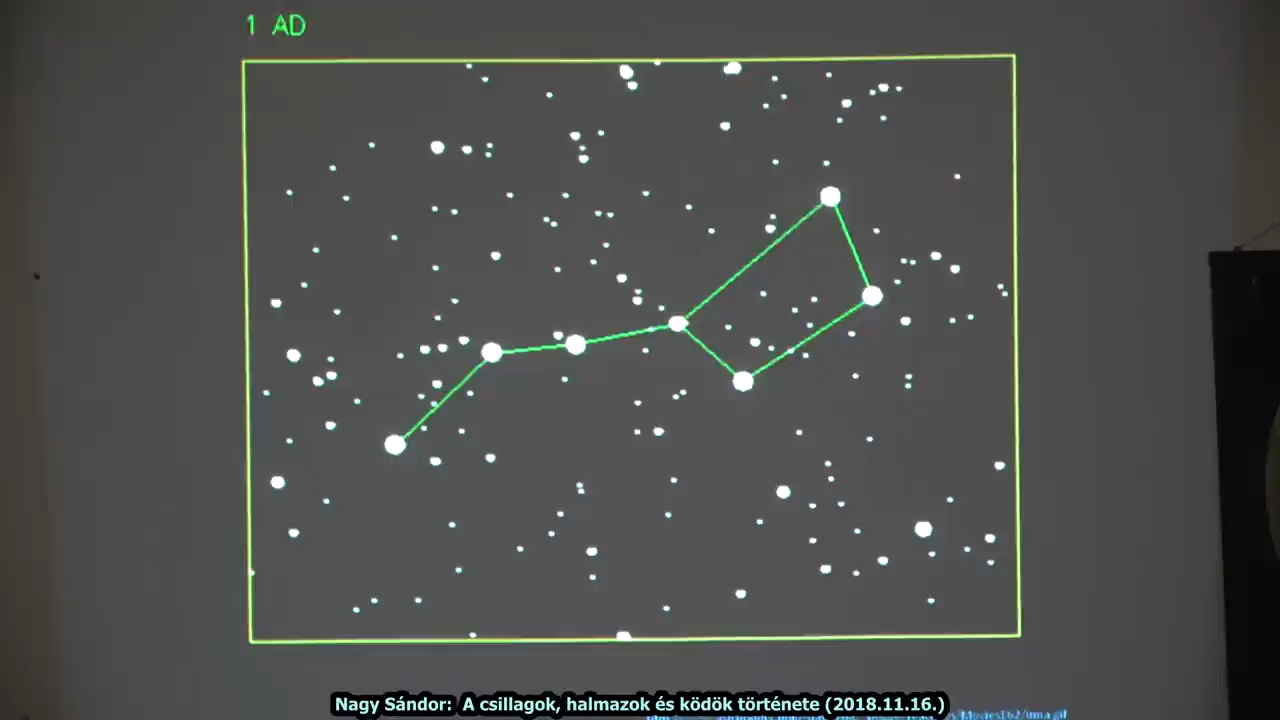 1 AD
Nagy Sándor: A csillagok, halmazok és ködök története (2018.11.16.)